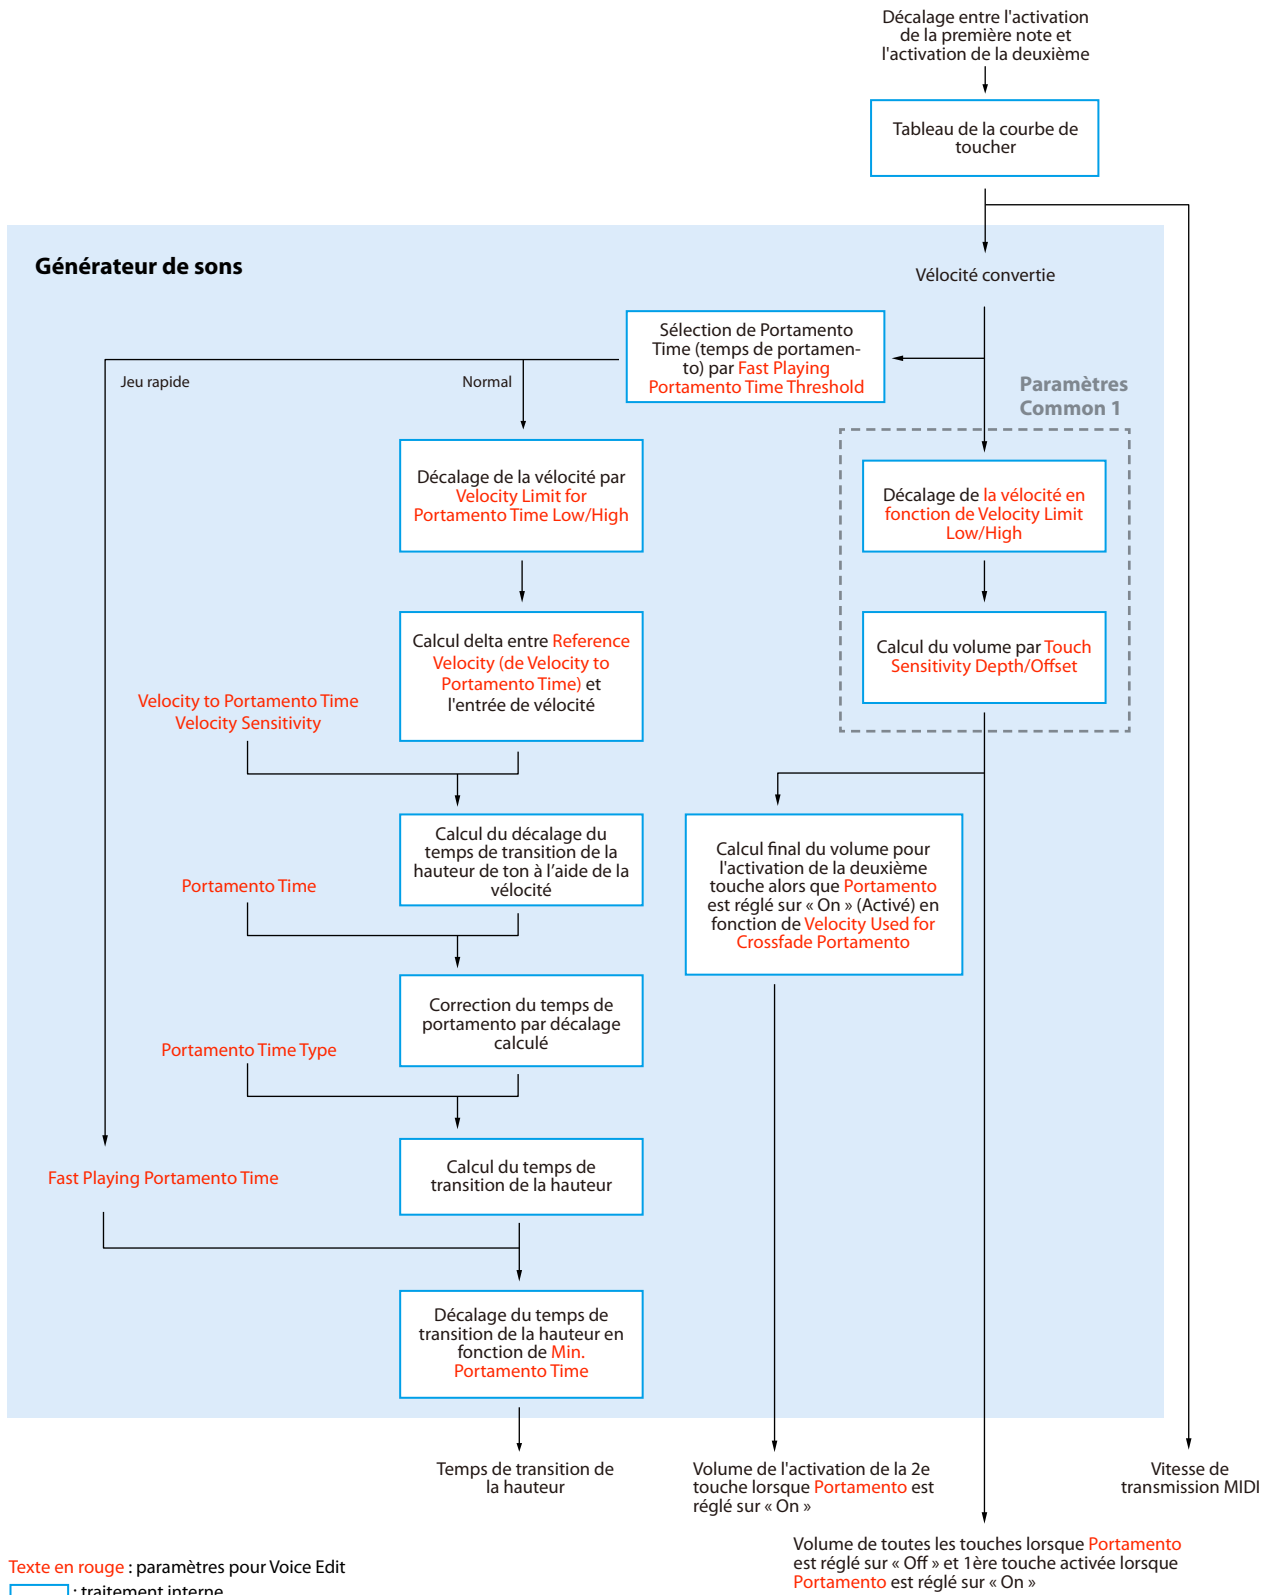 Décalage entre l'activation
de la première note et
l'activation de la deuxième
Tableau de la courbe de
toucher
Générateur de sons
Vélocité convertie
Sélection de Portamento
Time (temps de portamen-
to) par Fast Playing
Portamento Time Threshold
Jeu rapide
Normal
Paramètres
Common 1
Décalage de la vélocité par
Velocity Limit for
Portamento Time Low/High
Décalage de la vélocité en
fonction de Velocity Limit
Low/High
Calcul delta entre Reference
Velocity (de Velocity to
Portamento Time) et
l'entrée de vélocité
Calcul du volume par Touch
Sensitivity Depth/Offset
Velocity to Portamento Time
Velocity Sensitivity
Calcul du décalage du
temps de transition de la
hauteur de ton à l’aide de la
vélocité
Calcul final du volume pour
l'activation de la deuxième
touche alors que Portamento
est réglé sur « On » (Activé) en
fonction de Velocity Used for
Crossfade Portamento
Portamento Time
Correction du temps de
portamento par décalage
calculé
Portamento Time Type
Calcul du temps de
transition de la hauteur
Fast Playing Portamento Time
Décalage du temps de
transition de la hauteur en
fonction de Min.
Portamento Time
Temps de transition de
la hauteur
Volume de l'activation de la 2e
touche lorsque Portamento est
réglé sur « On »
Vitesse de
transmission MIDI
Volume de toutes les touches lorsque Portamento
est réglé sur « Off » et 1ère touche activée lorsque
Portamento est réglé sur « On »
Texte en rouge : paramètres pour Voice Edit
: traitement interne